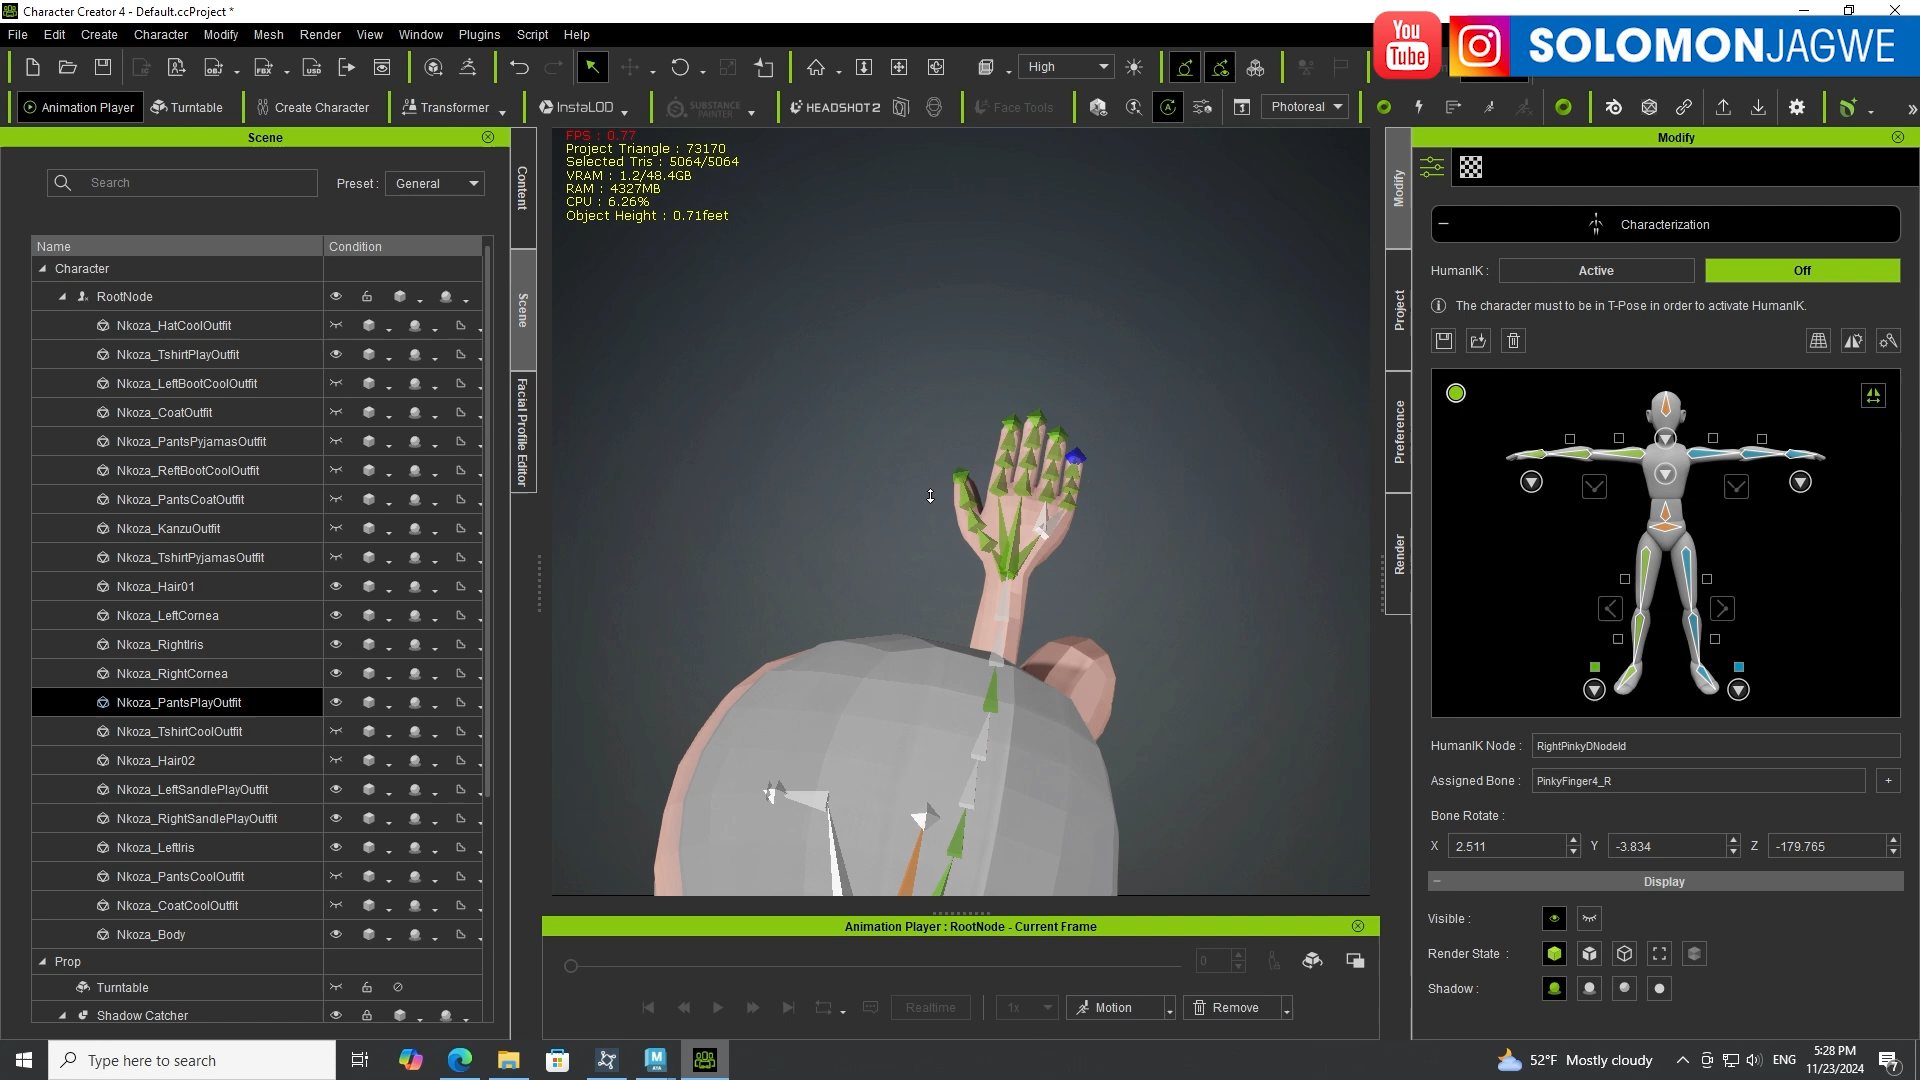 Character Creator 4 - Default.ccProject *
File Edit Create Character Modify Mesh Render View Window Plugins Script Help
You Tube
SOLOMONJAGWE
High
Animation Player Turntable Create Character Transformer InstaLOD SUBSTANCE PAINTER HEADSHOT 2 Face Tools Photoreal
Scene
Search
Preset : General
Name Condition
Character
RootNode
Nkoza_HatCoolOutfit
Nkoza_TshirtPlayOutfit
Nkoza_LeftBootCoolOutfit
Nkoza_CoatOutfit
Nkoza_PantsPyjamasOutfit
Nkoza_ReftBootCoolOutfit
Nkoza_PantsCoatOutfit
Nkoza_KanzuOutfit
Nkoza_TshirtPyjamasOutfit
Nkoza_Hair01
Nkoza_LeftCornea
Nkoza_RightIris
Nkoza_RightCornea
Nkoza_PantsPlayOutfit
Nkoza_TshirtCoolOutfit
Nkoza_Hair02
Nkoza_LeftSandlePlayOutfit
Nkoza_RightSandlePlayOutfit
Nkoza_LeftIris
Nkoza_PantsCoolOutfit
Nkoza_CoatCoolOutfit
Nkoza_Body
Prop
Turntable
Shadow Catcher
Content
Scene
Facial Profile Editor
FPS : 0.77
Project Triangle : 73170
Selected Tris : 5064/5064
VRAM : 1.2/48.4GB
RAM : 4327MB
CPU : 6.26%
Object Height : 0.71feet
Animation Player : RootNode - Current Frame
0
Realtime 1x Motion Remove
Modify
Project
Preference
Render
Modify
Characterization
HumanIK : Active Off
The character must to be in T-Pose in order to activate HumanIK.
HumanIK Node : RightPinkyDNodeId
Assigned Bone : PinkyFinger4_R +
Bone Rotate :
X 2.511 Y -3.834 Z -179.765
Display
Visible :
Render State :
Shadow :
Type here to search
52°F Mostly cloudy
ENG
5:28 PM
11/23/2024
7